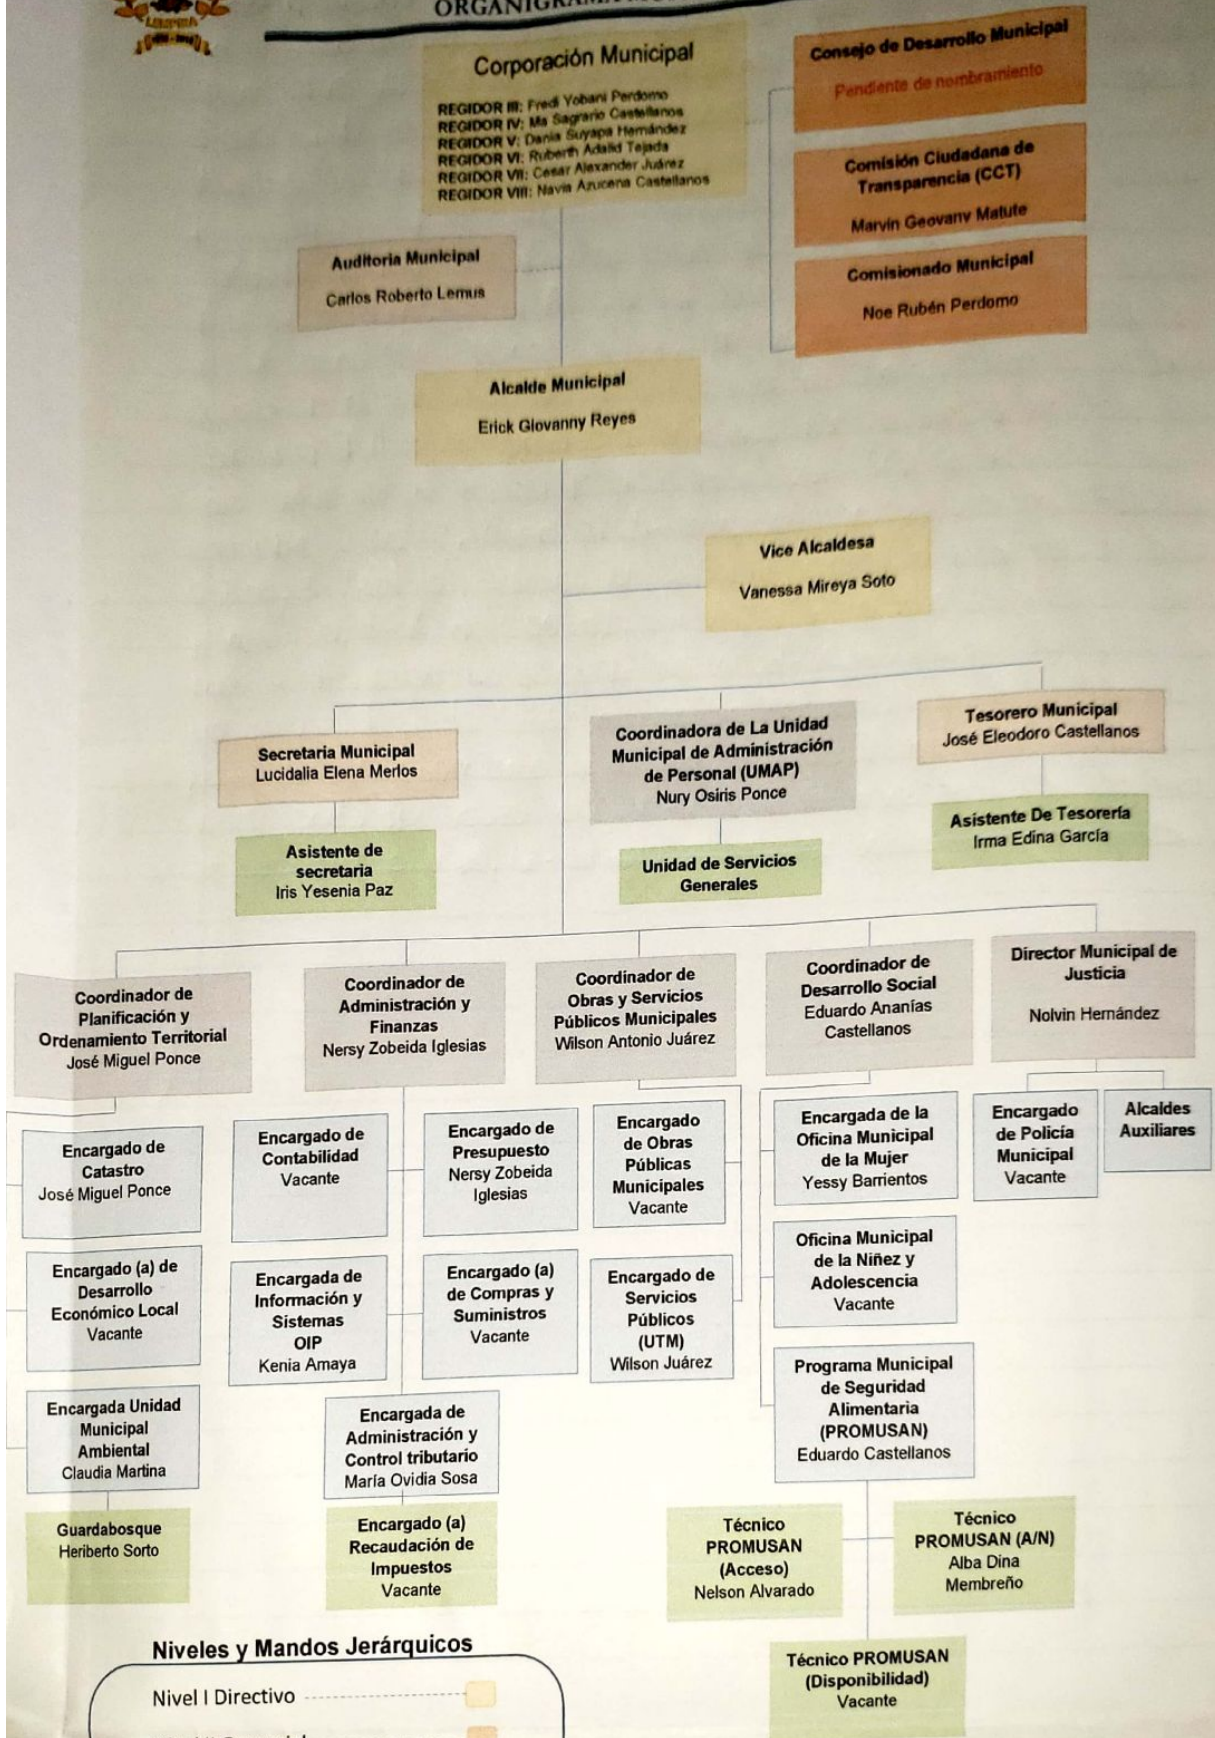 LEMPIRA
Corporación Municipal
REGIDOR III: Fredi Yobani Perdomo
REGIDOR IV: Ma Sagrario Castellanos
REGIDOR V: Dania Suyapa Hernández
REGIDOR VI: Ruberth Adalid Tejada
REGIDOR VII: Cesar Alexander Juárez
REGIDOR VIII: Navia Azucena Castellanos
Consejo de Desarrollo Municipal
Pendiente de nombramiento
Comisión Ciudadana de
Transparencia (CCT)
Marvin Geovany Matute
Comisionado Municipal
Noe Rubén Perdomo
Auditoria Municipal
Carlos Roberto Lemus
Alcalde Municipal
Erick Giovanny Reyes
Vice Alcaldesa
Vanessa Mireya Soto
Secretaria Municipal
Lucidalia Elena Merlos
Coordinadora de La Unidad
Municipal de Administración
de Personal (UMAP)
Nury Osiris Ponce
Tesorero Municipal
José Eleodoro Castellanos
Asistente de
secretaria
Iris Yesenia Paz
Unidad de Servicios
Generales
Asistente De Tesorería
Irma Edina García
Coordinador de
Planificación y
Ordenamiento Territorial
José Miguel Ponce
Coordinador de
Administración y
Finanzas
Nersy Zobeida Iglesias
Coordinador de
Obras y Servicios
Públicos Municipales
Wilson Antonio Juárez
Coordinador de
Desarrollo Social
Eduardo Ananías
Castellanos
Director Municipal de
Justicia
Nolvin Hernández
Encargado de
Catastro
José Miguel Ponce
Encargado de
Contabilidad
Vacante
Encargado de
Presupuesto
Nersy Zobeida
Iglesias
Encargado
de Obras
Públicas
Municipales
Vacante
Encargada de la
Oficina Municipal
de la Mujer
Yessy Barrientos
Encargado
de Policía
Municipal
Vacante
Alcaldes
Auxiliares
Encargado (a) de
Desarrollo
Económico Local
Vacante
Encargada de
Información y
Sistemas
OIP
Kenia Amaya
Encargado (a)
de Compras y
Suministros
Vacante
Encargado de
Servicios
Públicos
(UTM)
Wilson Juárez
Oficina Municipal
de la Niñez y
Adolescencia
Vacante
Encargada Unidad
Municipal
Ambiental
Claudia Martina
Encargada de
Administración y
Control tributario
María Ovidia Sosa
Programa Municipal
de Seguridad
Alimentaria
(PROMUSAN)
Eduardo Castellanos
Guardabosque
Heriberto Sorto
Encargado (a)
Recaudación de
Impuestos
Vacante
Técnico
PROMUSAN
(Acceso)
Nelson Alvarado
Técnico
PROMUSAN (A/N)
Alba Dina
Membreño
Técnico PROMUSAN
(Disponibilidad)
Vacante
Niveles y Mandos Jerárquicos
Nivel I Directivo